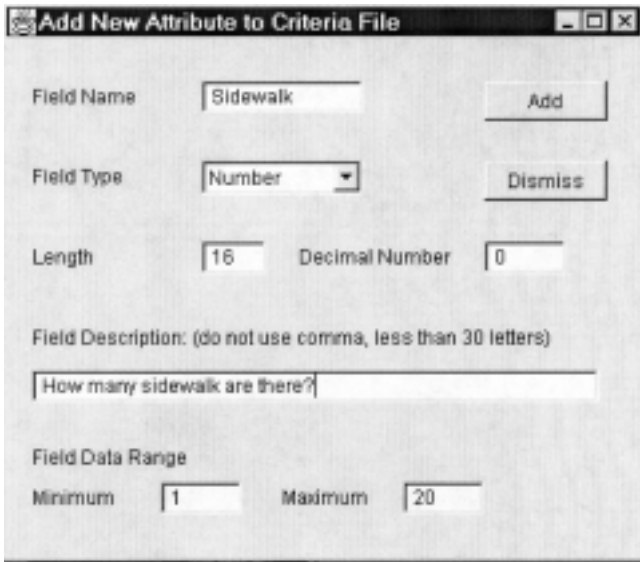 Add New Attribute to Criteria File
Field Name Sidewalk Add
Field Type Number Dismiss
Length 16 Decimal Number 0
Field Description: (do not use comma, less than 30 letters)
How many sidewalk are there?
Field Data Range
Minimum 1 Maximum 20